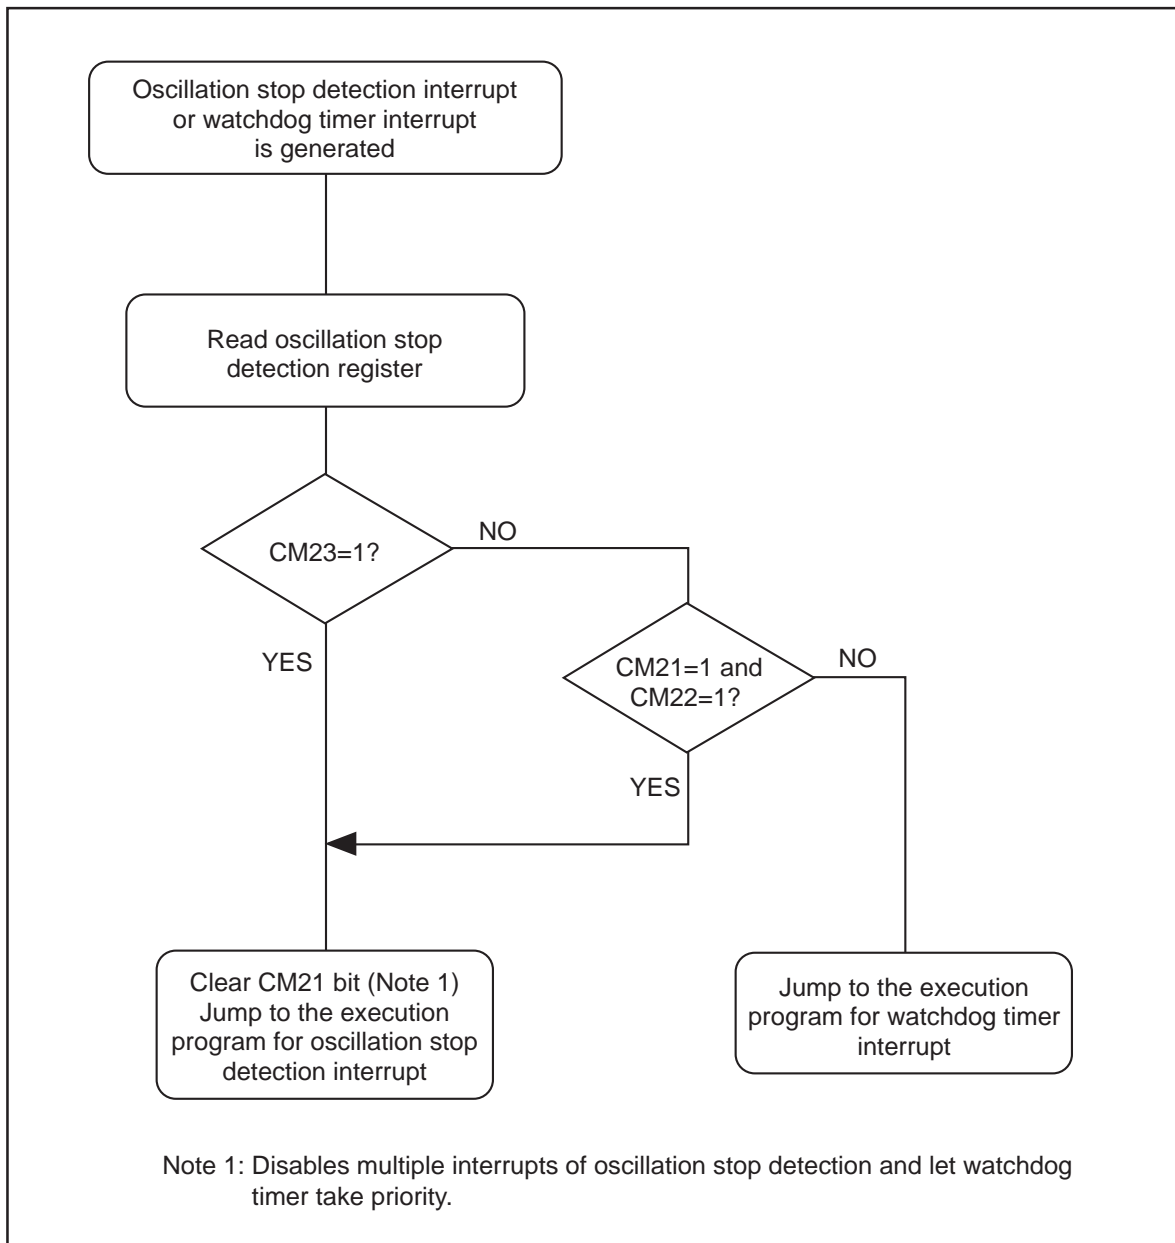 Oscillation stop detection interrupt
or watchdog timer interrupt
is generated
Read oscillation stop
detection register
CM23=1?
NO
YES
CM21=1 and
CM22=1?
NO
YES
Clear CM21 bit (Note 1)
Jump to the execution
program for oscillation stop
detection interrupt
Jump to the execution
program for watchdog timer
interrupt
Note 1: Disables multiple interrupts of oscillation stop detection and let watchdog
timer take priority.